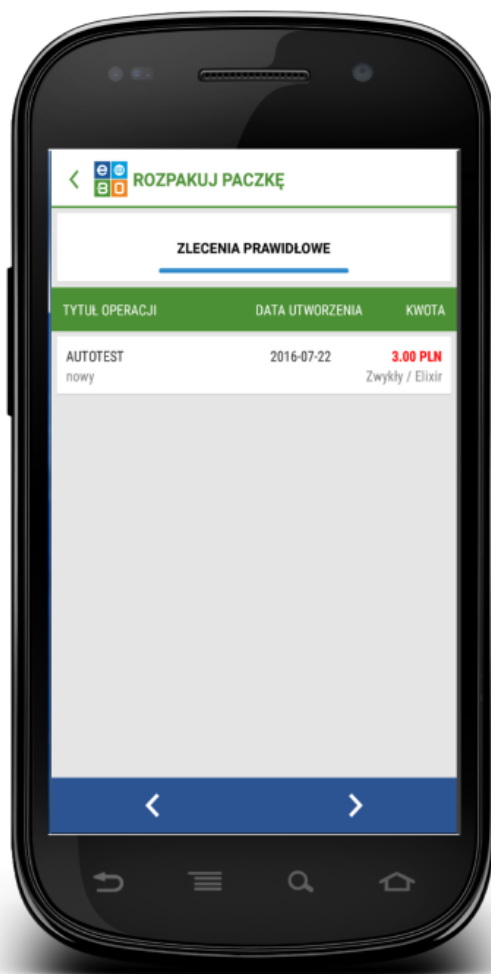 e @
B O
ROZPAKUJ PACZKĘ
ZLECENIA PRAWIDŁOWE
TYTUŁ OPERACJI DATA UTWORZENIA KWOTA
AUTOTEST 2016-07-22 3.00 PLN
nowy Zwykły / Elixir